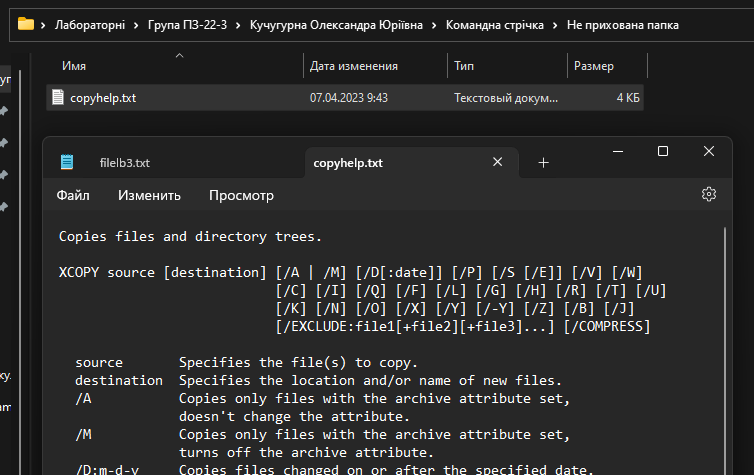 Лабораторні > Група ПЗ-22-3 > Кучугурна Олександра Юріївна > Командна стрічка > Не прихована папка
Имя Дата изменения Тип Размер
copyhelp.txt 07.04.2023 9:43 Текстовый докум... 4 КБ
filelb3.txt copyhelp.txt
Файл Изменить Просмотр
Copies files and directory trees.
XCOPY source [destination] [/A | /M] [/D[:date]] [/P] [/S [/E]] [/V] [/W]
[/C] [/I] [/Q] [/F] [/L] [/G] [/H] [/R] [/T] [/U]
[/K] [/N] [/O] [/X] [/Y] [/-Y] [/Z] [/B] [/J]
[/EXCLUDE:file1[+file2][+file3]...] [/COMPRESS]
source Specifies the file(s) to copy.
destination Specifies the location and/or name of new files.
/A Copies only files with the archive attribute set,
doesn't change the attribute.
/M Copies only files with the archive attribute set,
turns off the archive attribute.
/D:m-d-y Copies files changed on or after the specified date.